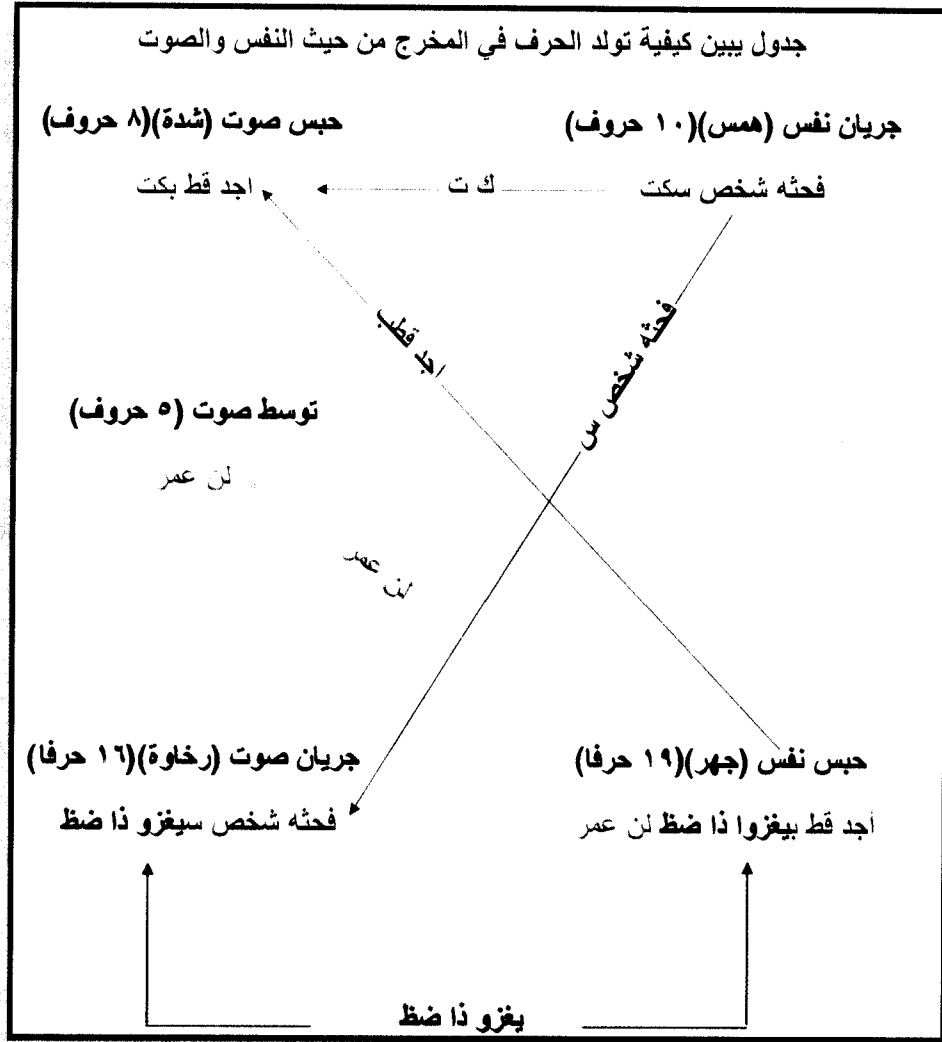 جدول يبين كيفية تولد الحرف في المخرج من حيث النفس والصوت
جريان نفس (همس)(١٠ حروف)
حبس صوت (شدة)(٨ حروف)
فحثه شخص سكت
ك ت
اجد قط بكت
فحثه شخص س
اجد قطب
توسط صوت (٥ حروف)
لن عمر
لن عمر
حبس نفس (جهر)(١٩ حرفا)
جريان صوت (رخاوة)(١٦ حرفا)
أجد قط بيغزوا ذا ضظ لن عمر
فحثه شخص سيغزو ذا ضظ
يغزو ذا ضظ